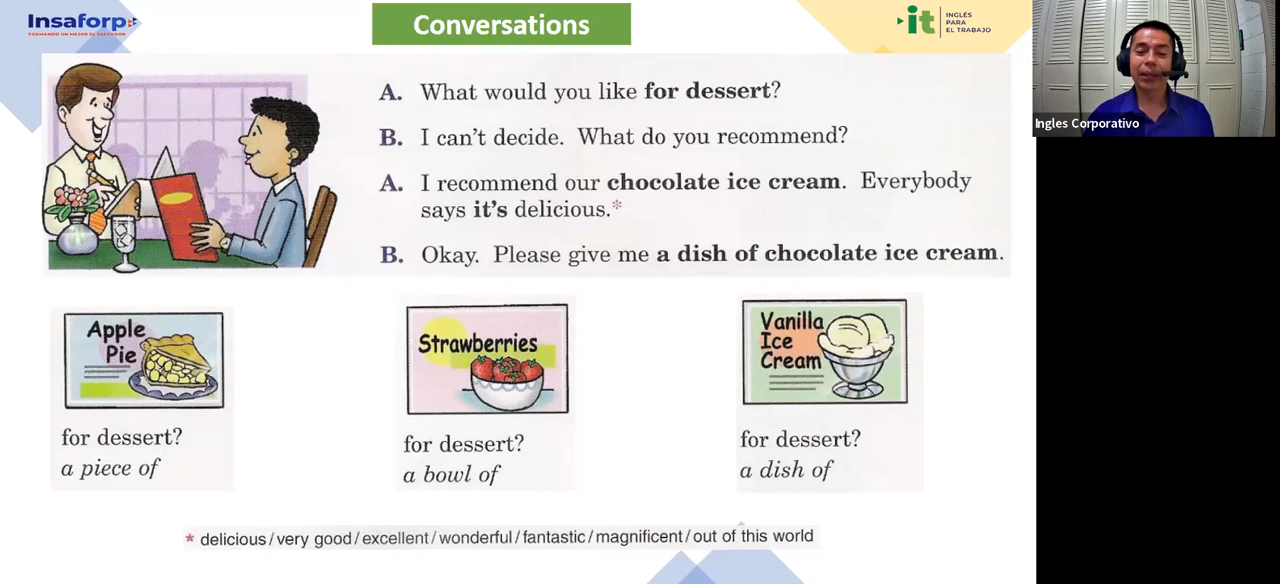 Insaforp
FORMANDO UN MEJOR EL SALVADOR
Conversations
it
INGLÉS
PARA
EL TRABAJO
Ingles Corporativo
A. What would you like for dessert?
B. I can't decide. What do you recommend?
A. I recommend our chocolate ice cream. Everybody
says it's delicious.*
B. Okay. Please give me a dish of chocolate ice cream.
Apple
Pie
for dessert?
a piece of
Strawberries
for dessert?
a bowl of
Vanilla
Ice
Cream
for dessert?
a dish of
* delicious/very good/excellent/wonderful/fantastic/magnificent/out of this world